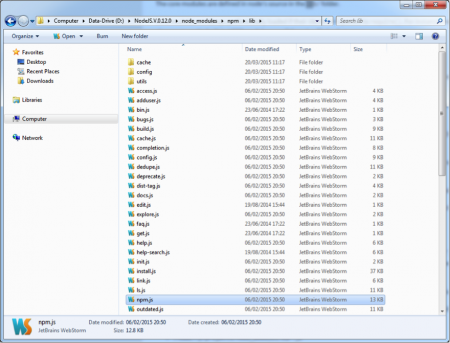 The core modules are defined in node's source in the lib/ folder.
Computer ▸ Data-Drive (D:) ▸ NodeJS.V.0.12.0 ▸ node_modules ▸ npm ▸ lib ▸
Search lib
Organize ▾ Open ▾ Burn New folder
Name Date modified Type Size
Favorites
Desktop
Recent Places
Downloads
Libraries
Computer
Network
cache 20/03/2015 11:17 File folder
config 20/03/2015 11:17 File folder
utils 20/03/2015 11:17 File folder
access.js 06/02/2015 20:50 JetBrains WebStorm 4 KB
adduser.js 06/02/2015 20:50 JetBrains WebStorm 4 KB
bin.js 23/06/2014 17:22 JetBrains WebStorm 1 KB
bugs.js 06/02/2015 20:50 JetBrains WebStorm 3 KB
build.js 06/02/2015 20:50 JetBrains WebStorm 9 KB
cache.js 06/02/2015 20:50 JetBrains WebStorm 11 KB
completion.js 06/02/2015 20:50 JetBrains WebStorm 8 KB
config.js 06/02/2015 20:50 JetBrains WebStorm 9 KB
dedupe.js 06/02/2015 20:50 JetBrains WebStorm 11 KB
deprecate.js 06/02/2015 20:50 JetBrains WebStorm 2 KB
dist-tag.js 06/02/2015 20:50 JetBrains WebStorm 4 KB
docs.js 06/02/2015 20:50 JetBrains WebStorm 2 KB
edit.js 19/08/2014 13:44 JetBrains WebStorm 1 KB
explore.js 06/02/2015 20:50 JetBrains WebStorm 2 KB
faq.js 23/06/2014 17:22 JetBrains WebStorm 1 KB
get.js 23/06/2014 17:22 JetBrains WebStorm 1 KB
help.js 06/02/2015 20:50 JetBrains WebStorm 6 KB
help-search.js 19/08/2014 15:44 JetBrains WebStorm 6 KB
init.js 06/02/2015 20:50 JetBrains WebStorm 2 KB
install.js 06/02/2015 20:50 JetBrains WebStorm 37 KB
link.js 06/02/2015 20:50 JetBrains WebStorm 6 KB
ls.js 06/02/2015 20:50 JetBrains WebStorm 11 KB
npm.js 06/02/2015 20:50 JetBrains WebStorm 13 KB
outdated.js 06/02/2015 20:50 JetBrains WebStorm 11 KB
WS
npm.js Date modified: 06/02/2015 20:50 Date created: 06/02/2015 20:50
JetBrains WebStorm Size: 12.8 KB